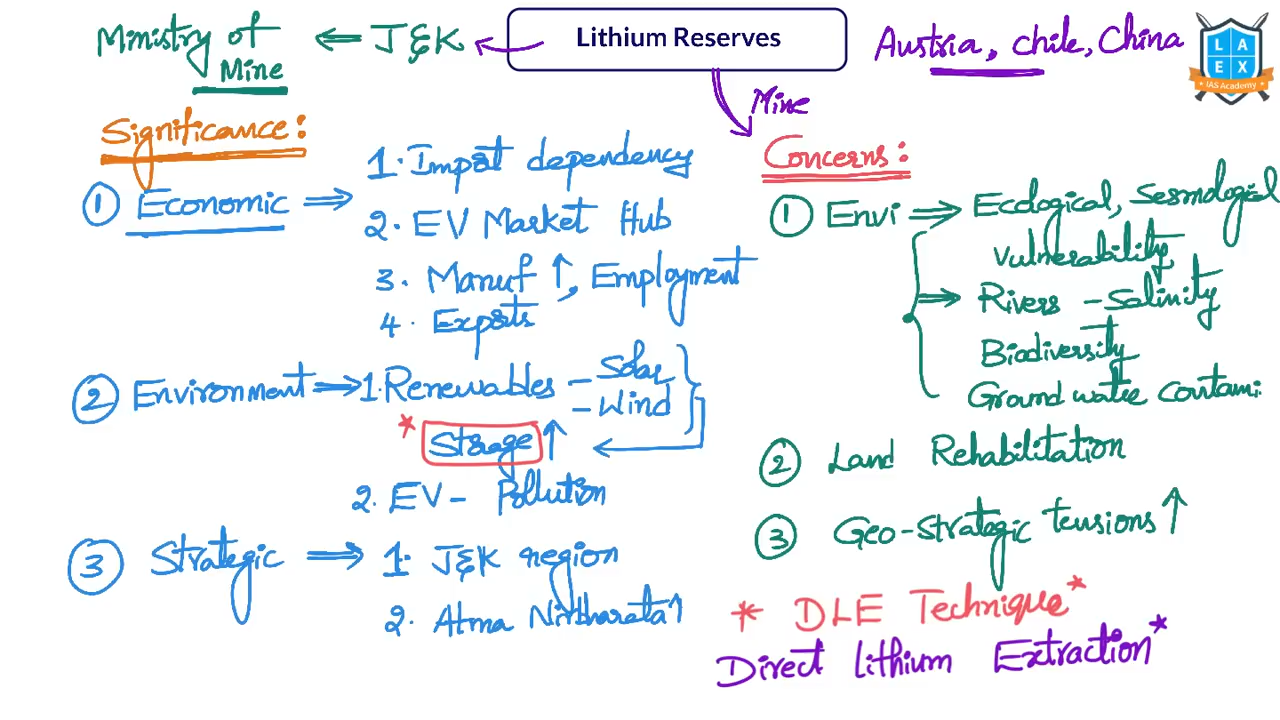 Ministry of Mine ⇐ J&K ← Lithium Reserves
Austria, Chile, China
L A
E X
IAS Academy
Mine
Significance:
① Economic ⇒ 1. Import dependency
2. EV Market Hub
3. Manuf ↑, Employment
4. Exports
② Environment ⇒ 1. Renewables – Solar
– Wind
* Storage ↑
2. EV – Pollution
③ Strategic ⇒ 1. J&K region
2. Atma Nirbharata ↑
Concerns:
① Envi ⇒ Ecological, Sesmological
Vulnerability
⇒ Rivers – Salinity
Biodiversity
Ground water contami
② Land Rehabilitation
③ Geo-Strategic tensions ↑
* DLE Technique *
Direct Lithium Extraction *